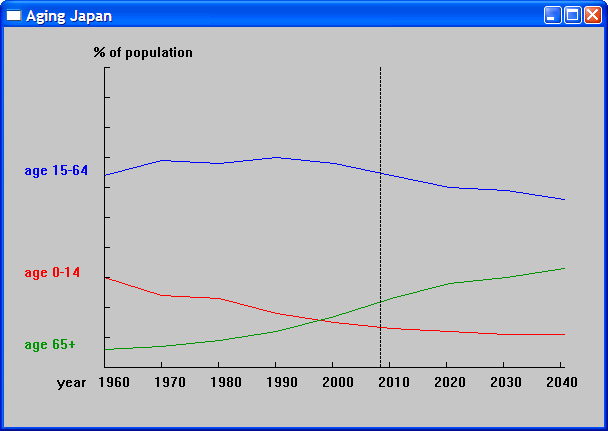 Aging Japan
% of population
age 15-64
age 0-14
age 65+
year 1960 1970 1980 1990 2000 2010 2020 2030 2040